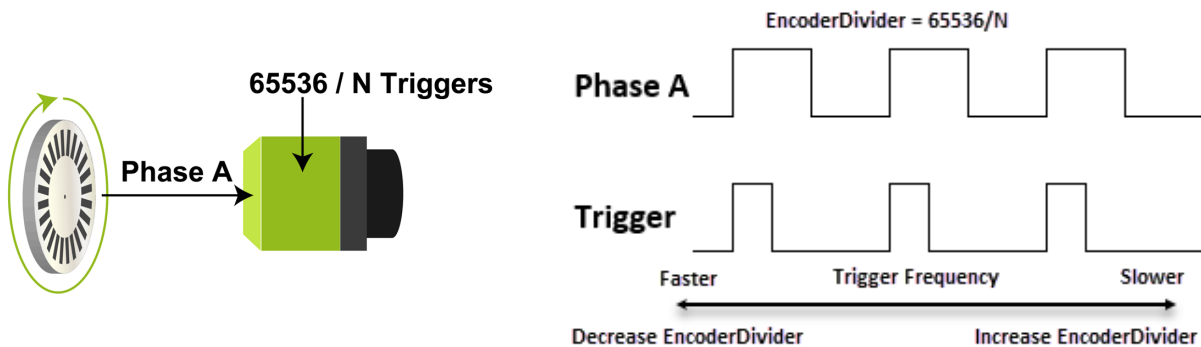 65536 / N Triggers
Phase A
EncoderDivider = 65536/N
Phase A
Trigger
Faster Trigger Frequency Slower
Decrease EncoderDivider Increase EncoderDivider